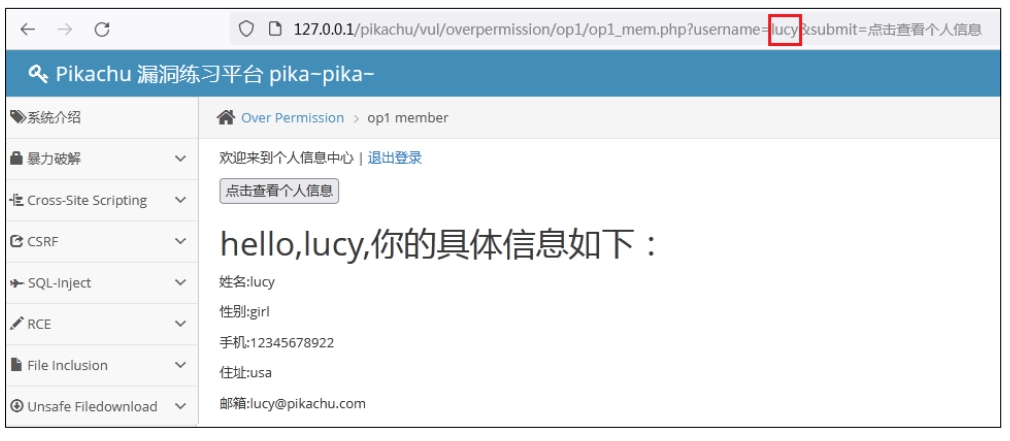 127.0.0.1/pikachu/vul/overpermission/op1/op1_mem.php?username=lucy&submit=点击查看个人信息
Pikachu 漏洞练习平台 pika~pika~
系统介绍
Over Permission > op1 member
暴力破解
欢迎来到个人信息中心 | 退出登录
点击查看个人信息
Cross-Site Scripting
CSRF
hello,lucy,你的具体信息如下：
SQL-Inject
姓名:lucy
性别:girl
RCE
手机:12345678922
File Inclusion
住址:usa
Unsafe Filedownload
邮箱:lucy@pikachu.com